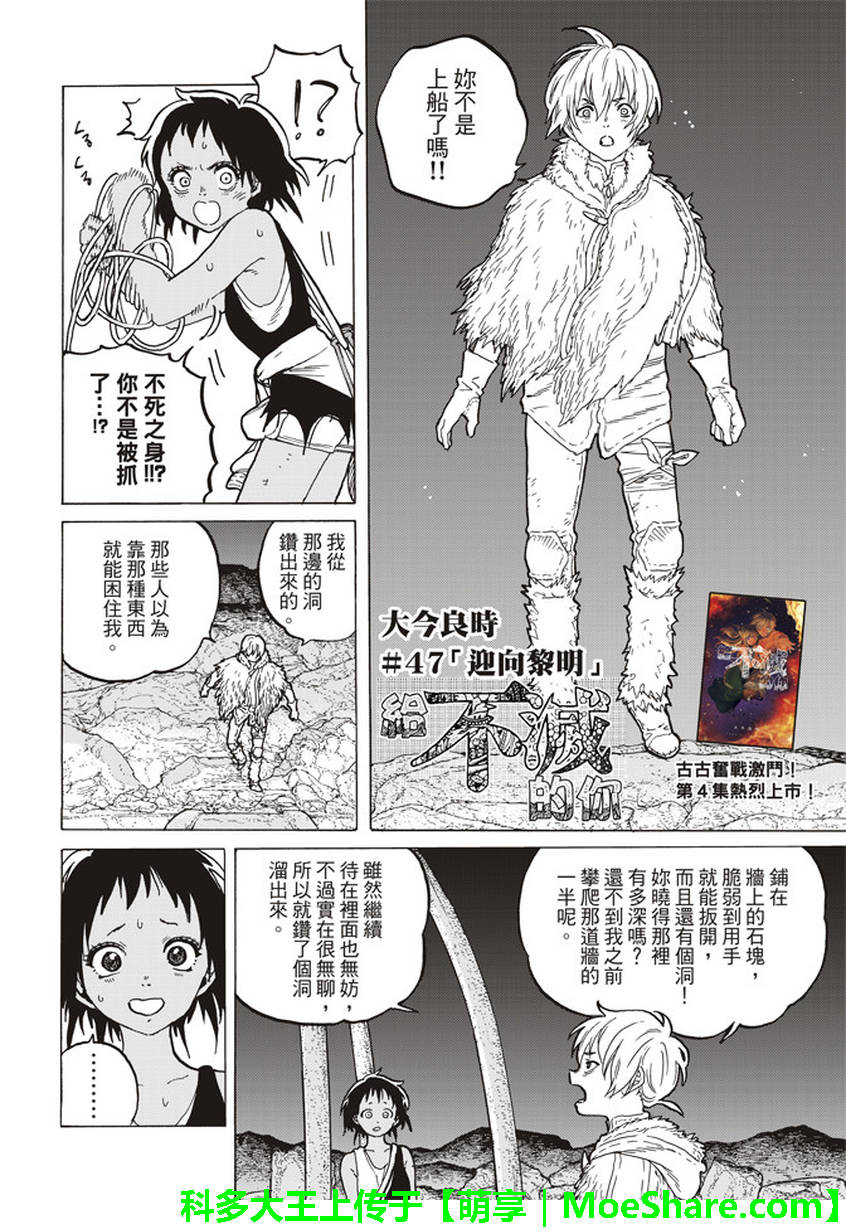 妳不是
上船了嗎!!
大今良時
#47「迎向黎明」
給不滅
的你
古古奮戰激鬥！
第４集熱烈上市！
!?
くる
くる
不死之身!!?
你不是被抓
了…!?
我從
那邊的洞
鑽出來的。
那些人以為
靠那種東西
就能困住我。
鋪在
牆上的石塊，
脆弱到用手
就能扳開，
而且還有個洞！
妳曉得那裡
有多深嗎？
還不到我之前
攀爬那道牆的
一半呢。
雖然繼續
待在裡面也無妨，
不過實在很無聊，
所以就鑽了個洞
溜出來。
………
科多大王上传于【萌享|MoeShare.com】